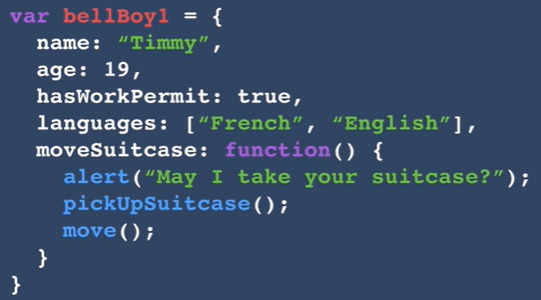 var bellBoy1 = {
  name: “Timmy”,
  age: 19,
  hasWorkPermit: true,
  languages: [“French”, “English”],
  moveSuitcase: function() {
    alert(“May I take your suitcase?”);
    pickUpSuitcase();
    move();
  }
}